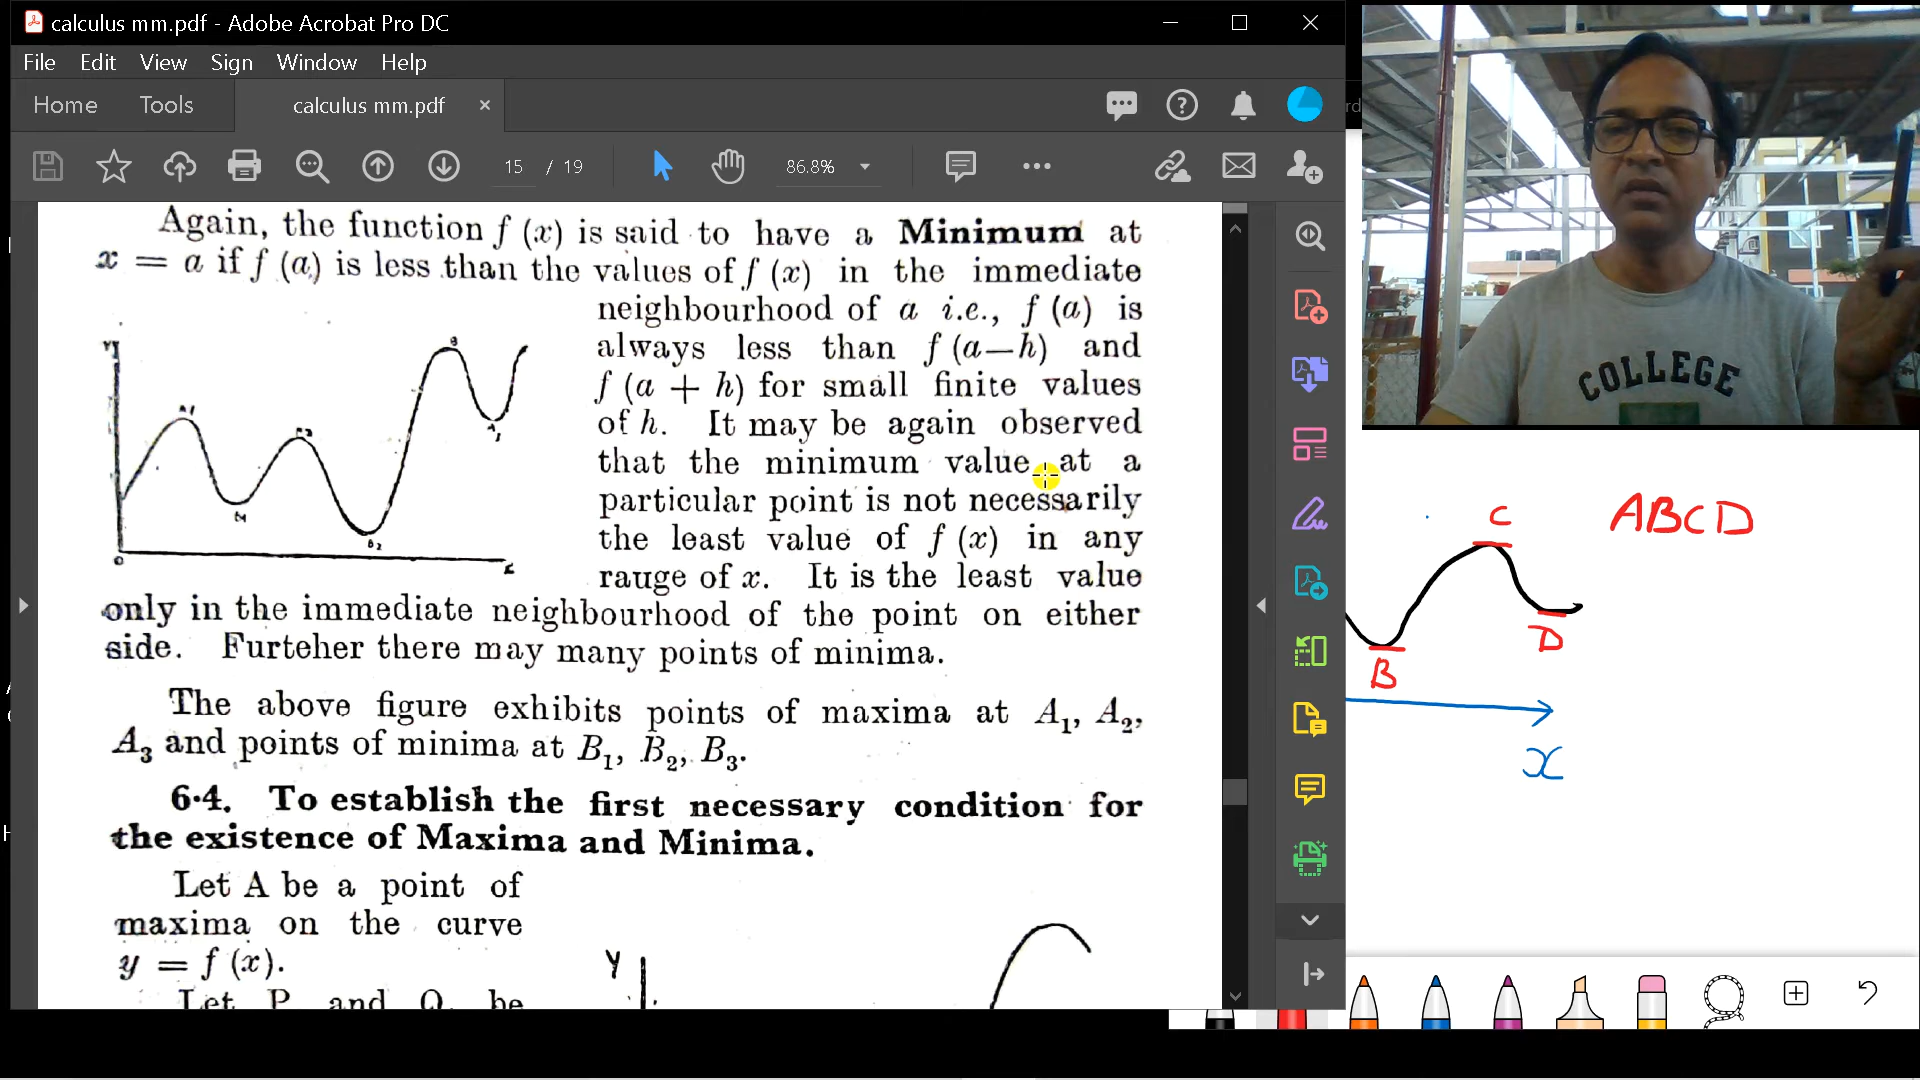 calculus mm.pdf - Adobe Acrobat Pro DC
File Edit View Sign Window Help
Home Tools calculus mm.pdf ×
15 / 19 86.8%
Again, the function f (x) is said to have a Minimum at
x = a if f (a) is less than the values of f (x) in the immediate
neighbourhood of a i.e., f (a) is
always less than f (a—h) and
f (a + h) for small finite values
of h. It may be again observed
that the minimum value at a
particular point is not necessarily
the least value of f (x) in any
rauge of x. It is the least value
only in the immediate neighbourhood of the point on either
side. Furteher there may many points of minima.
The above figure exhibits points of maxima at A₁, A₂,
A₃ and points of minima at B₁, B₂, B₃.
6·4. To establish the first necessary condition for
the existence of Maxima and Minima.
Let A be a point of
maxima on the curve
y = f (x).
Let P and Q be
Y
B₂
COLLEGE
C
ABCD
B
D
x